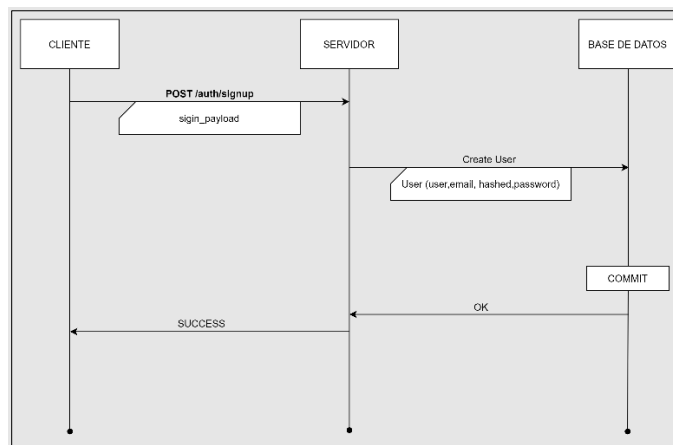 CLIENTE
SERVIDOR
BASE DE DATOS
POST /auth/signup
sigin_payload
Create User
User (user,email, hashed,password)
COMMIT
OK
SUCCESS